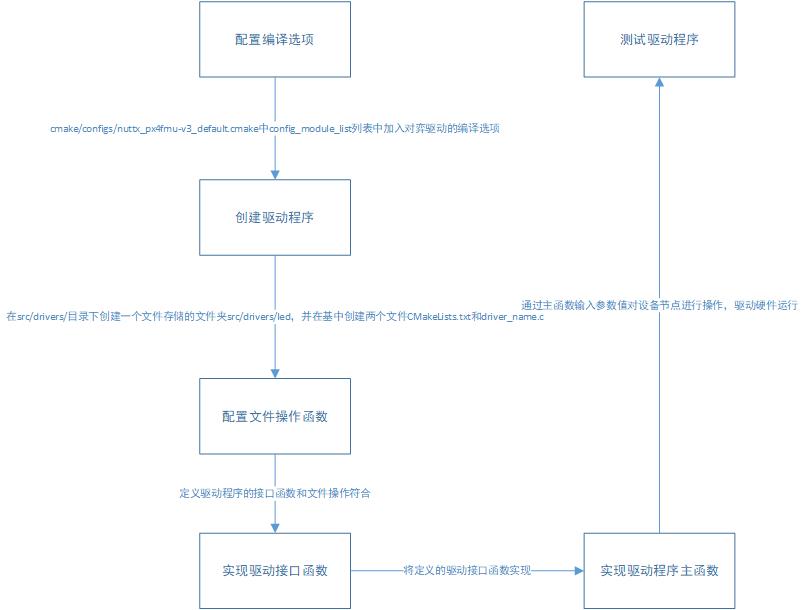 配置编译选项
cmake/configs/nuttx_px4fmu-v3_default.cmake中config_module_list列表中加入对弈驱动的编译选项
创建驱动程序
在src/drivers/目录下创建一个文件存储的文件夹src/drivers/led，并在基中创建两个文件CMakeLists.txt和driver_name.c
配置文件操作函数
定义驱动程序的接口函数和文件操作符合
实现驱动接口函数
将定义的驱动接口函数实现
实现驱动程序主函数
通过主函数输入参数值对设备节点进行操作，驱动硬件运行
测试驱动程序